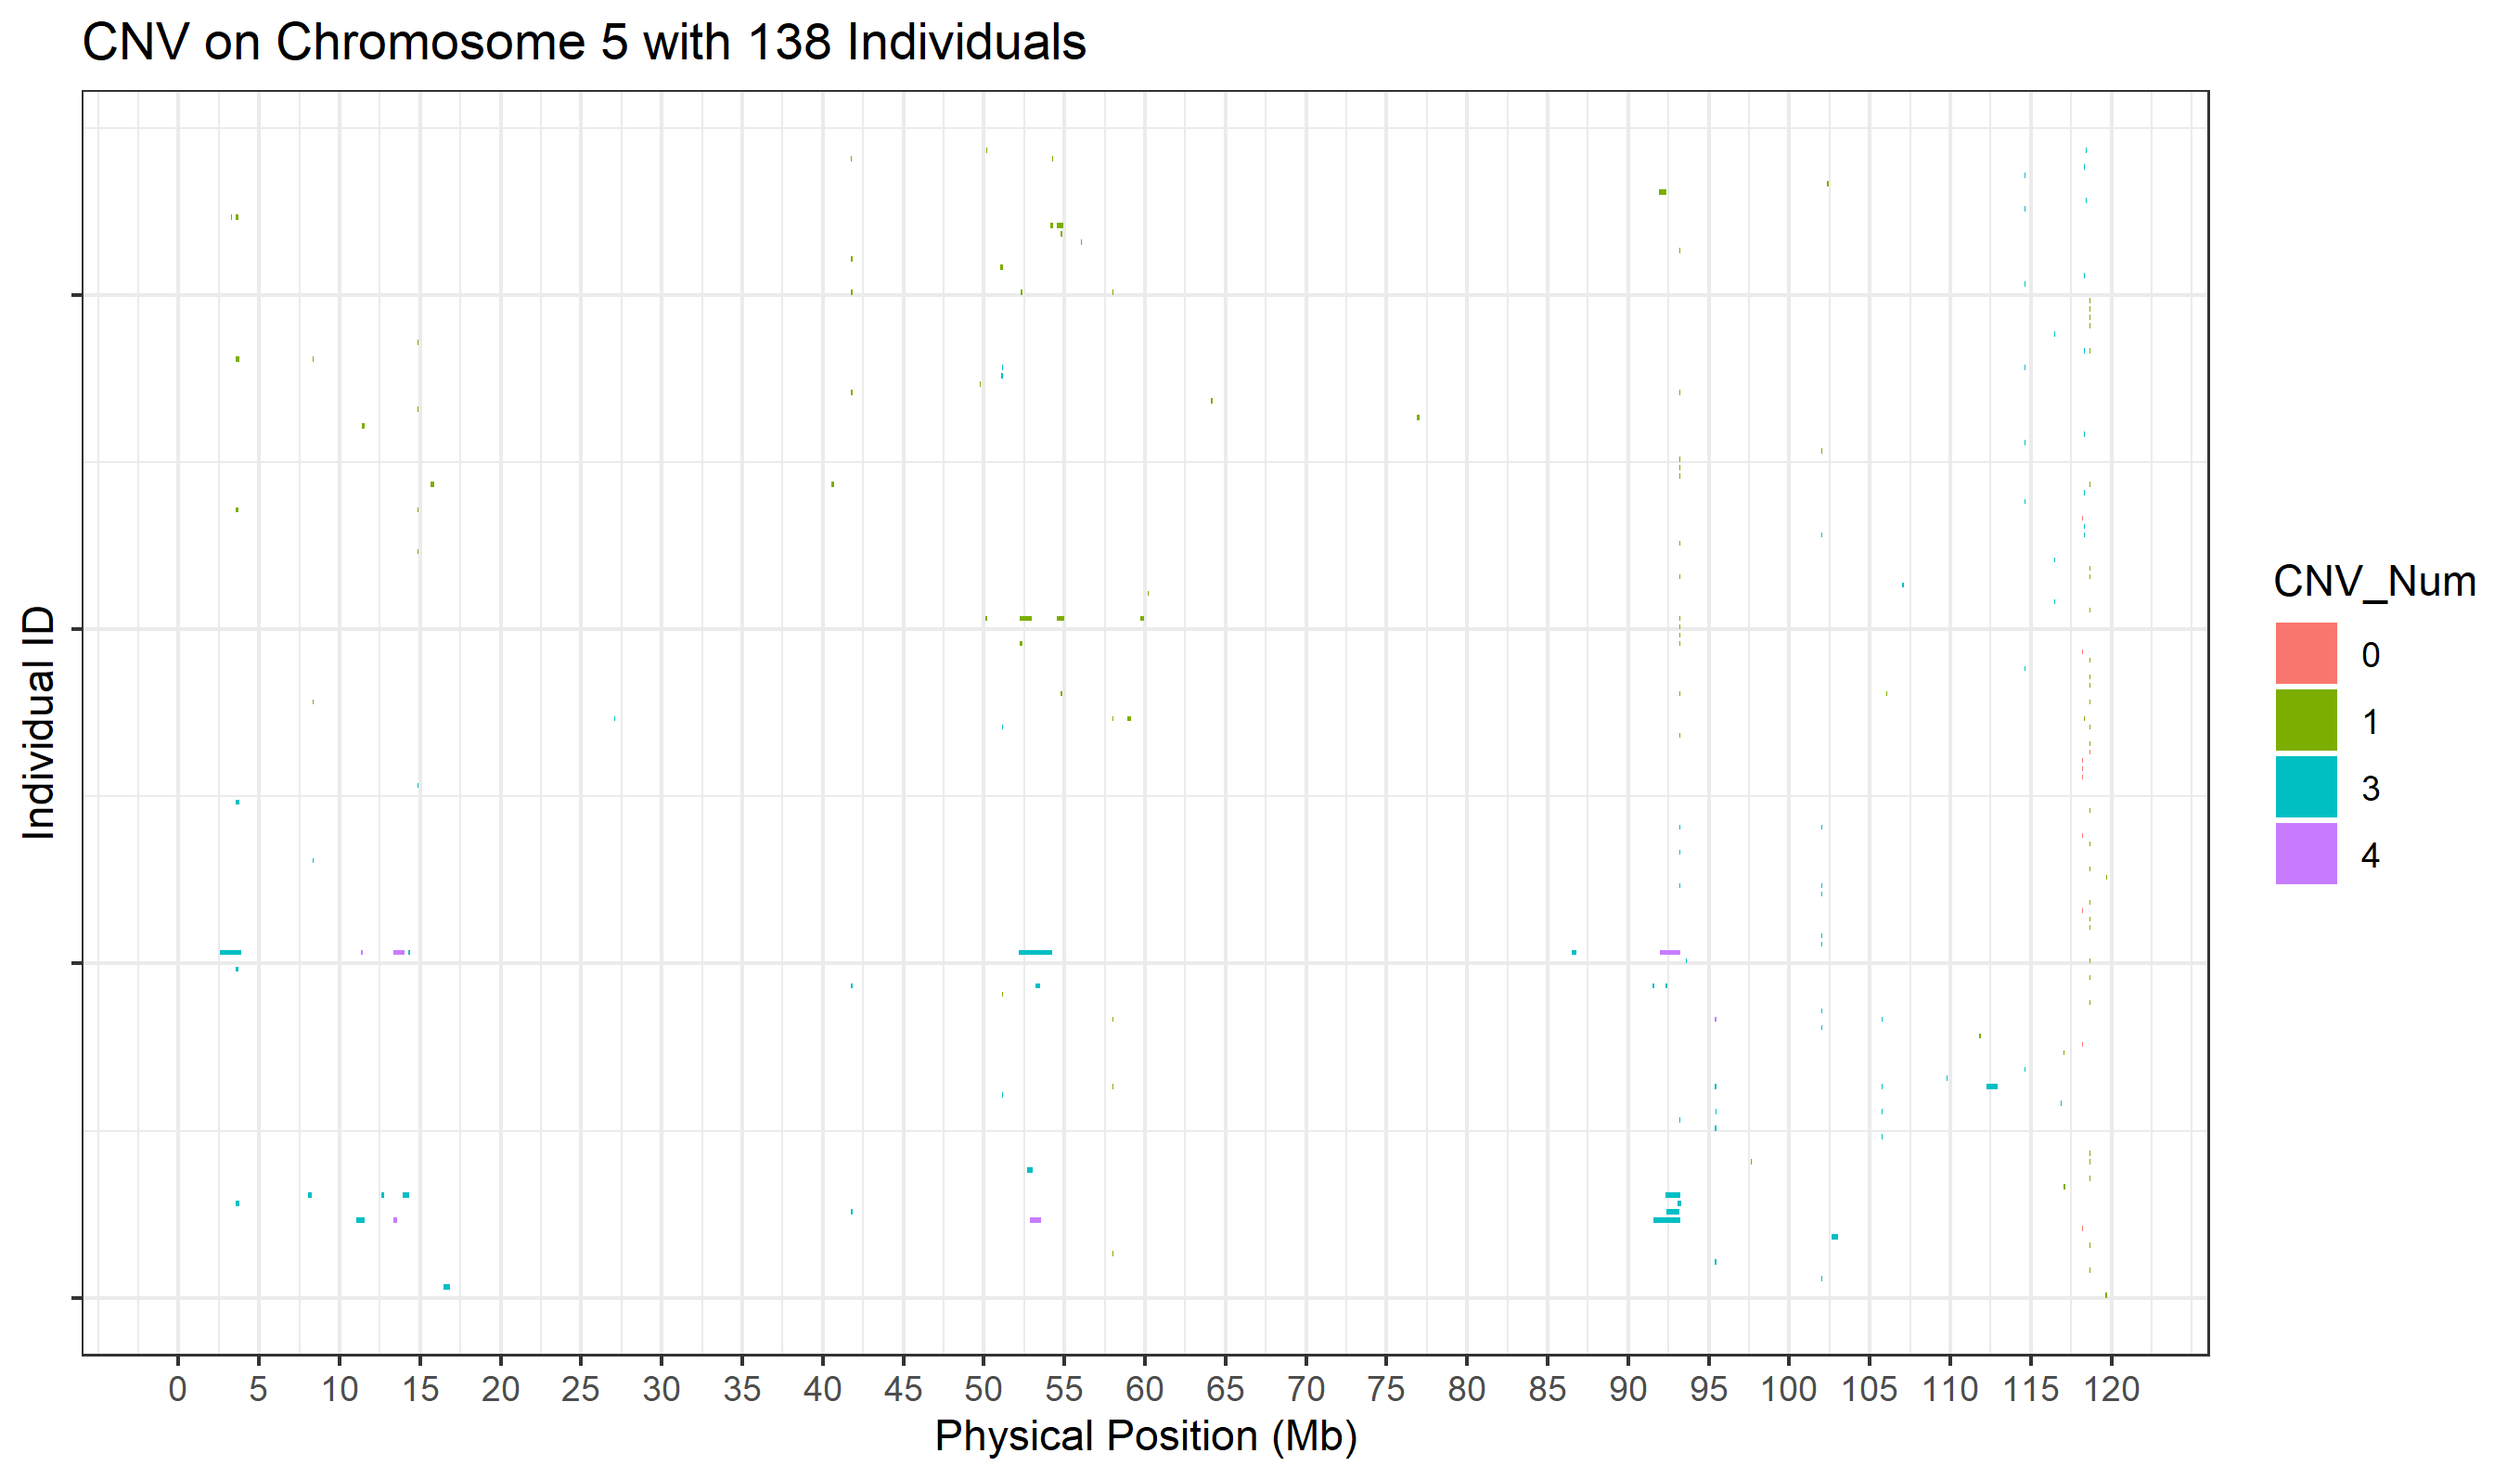 CNV on Chromosome 5 with 138 Individuals
Individual ID
CNV_Num
0
1
3
4
0 5 10 15 20 25 30 35 40 45 50 55 60 65 70 75 80 85 90 95 100 105 110 115 120
Physical Position (Mb)